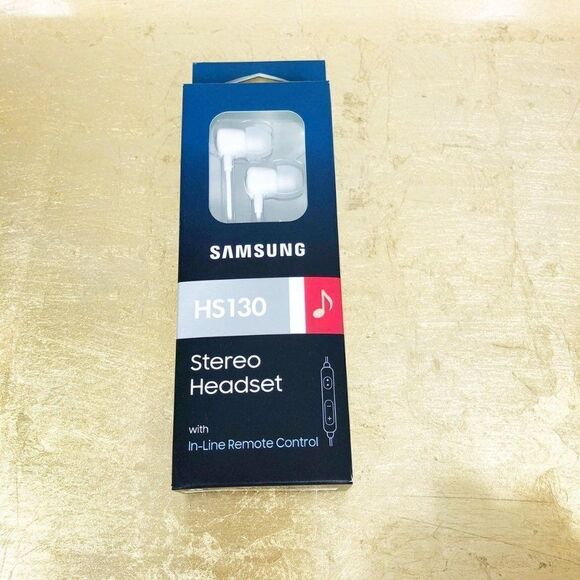 SAMSUNG
HS130
Stereo
Headset
with
In-Line Remote Control